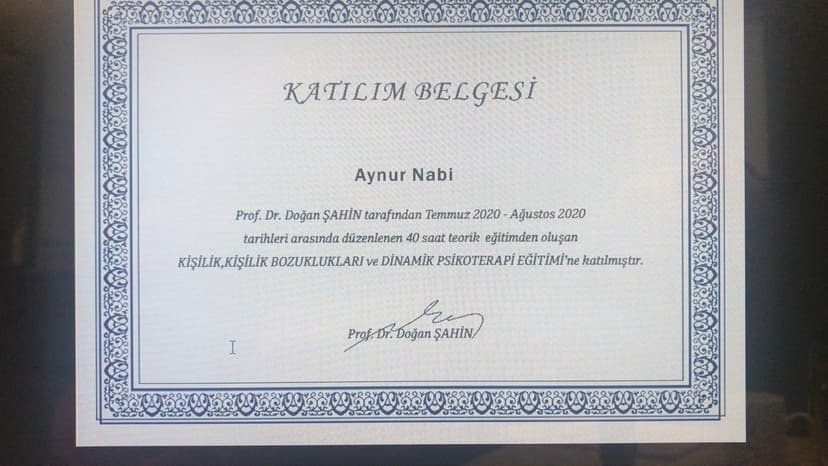 KATILIM BELGESİ
Aynur Nabi
Prof. Dr. Doğan ŞAHİN tarafından Temmuz 2020 - Ağustos 2020
tarihleri arasında düzenlenen 40 saat teorik eğitimden oluşan
KİŞİLİK,KİŞİLİK BOZUKLUKLARI ve DİNAMİK PSİKOTERAPİ EĞİTİMİ'ne katılmıştır.
Prof. Dr. Doğan ŞAHİN